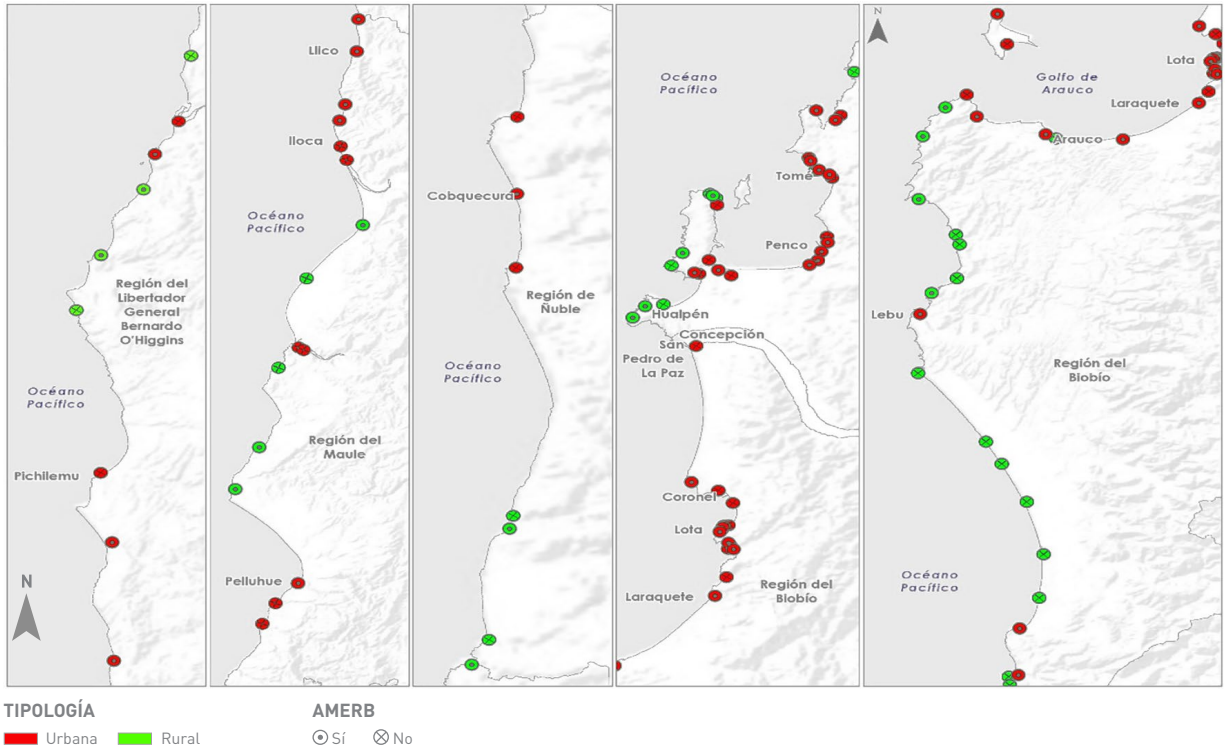 Océano
Pacífico
Región del
Libertador
General
Bernardo
O'Higgins
Pichilemu
N
Llico
Iloca
Océano
Pacífico
Región del
Maule
Pelluhue
Cobquecura
Región de
Ñuble
Océano
Pacífico
Océano
Pacífico
Tomé
Penco
Hualpén
Concepción
San
Pedro de
La Paz
Coronel
Lota
Laraquete
Región del
Biobío
N
Lota
Golfo de
Arauco
Laraquete
Arauco
Lebu
Región del
Biobío
Océano
Pacífico
TIPOLOGÍA
Urbana Rural
AMERB
Sí No